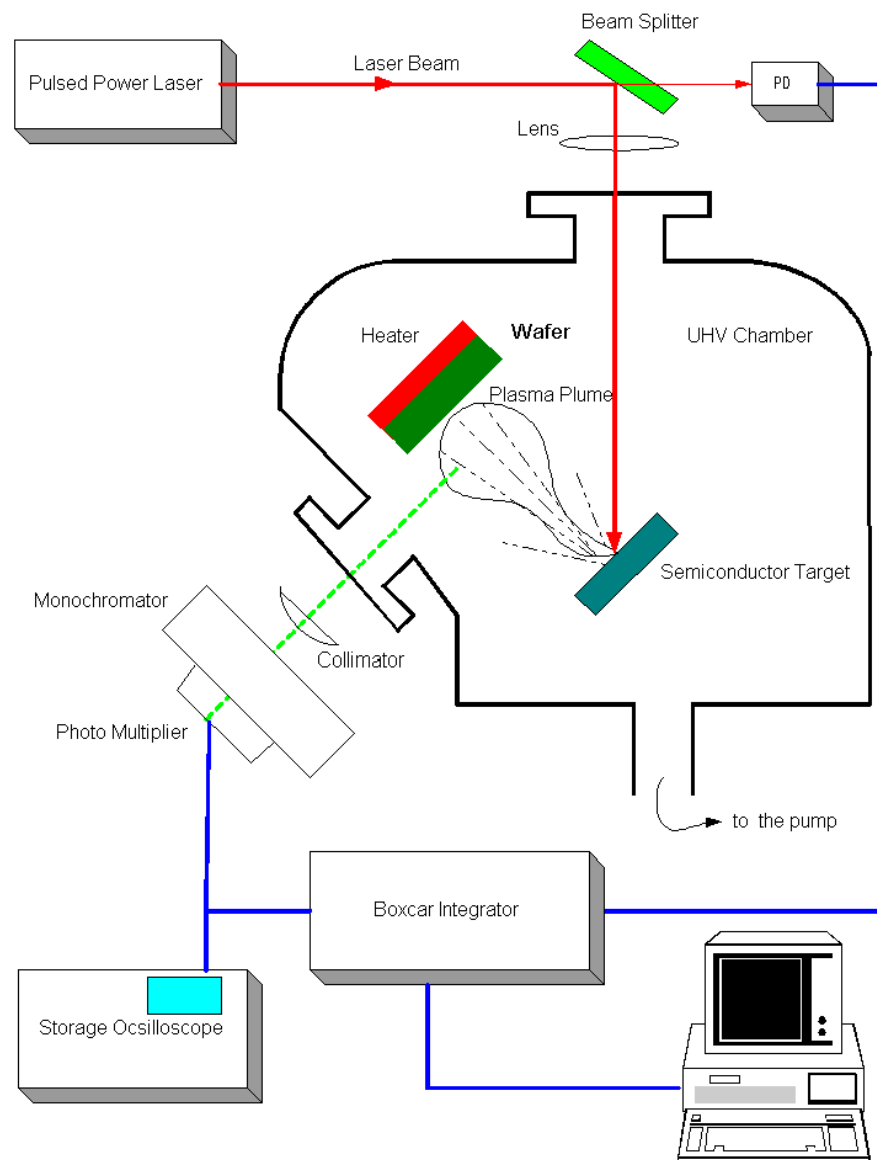 Beam Splitter
Pulsed Power Laser
Laser Beam
PD
Lens
Heater
Wafer
UHV Chamber
Plasma Plume
Semiconductor Target
Monochromator
Collimator
Photo Multiplier
to the pump
Boxcar Integrator
Storage Ocsilloscope